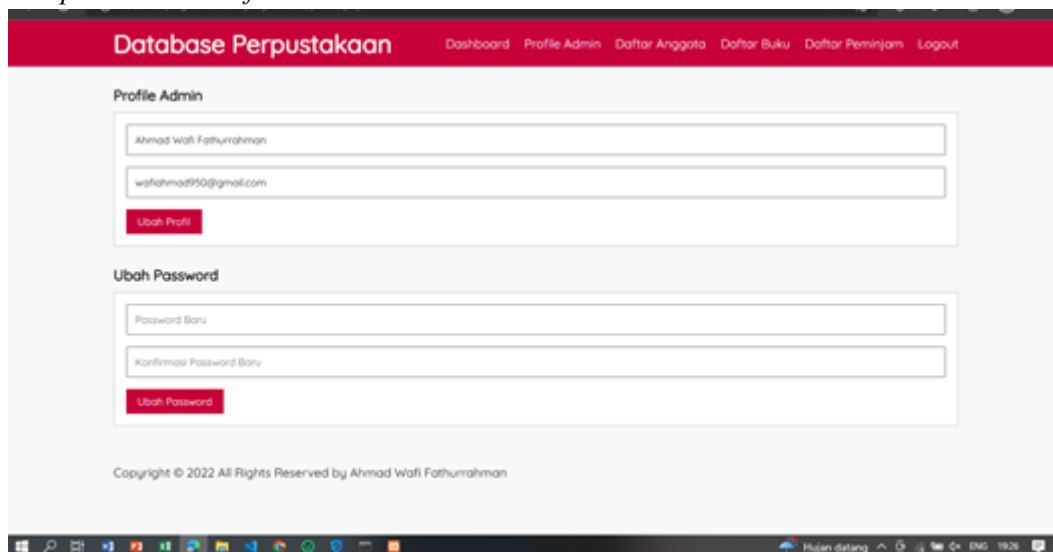 Database Perpustakaan
Dashboard Profile Admin Daftar Anggota Daftar Buku Daftar Peminjam Logout
Profile Admin
Ahmad Wafi Fathurrahman
wafiahmad950@gmail.com
Ubah Profil
Ubah Password
Password Baru
Konfirmasi Password Baru
Ubah Password
Copyright © 2022 All Rights Reserved by Ahmad Wafi Fathurrahman
Hujan datang ENG 19:26